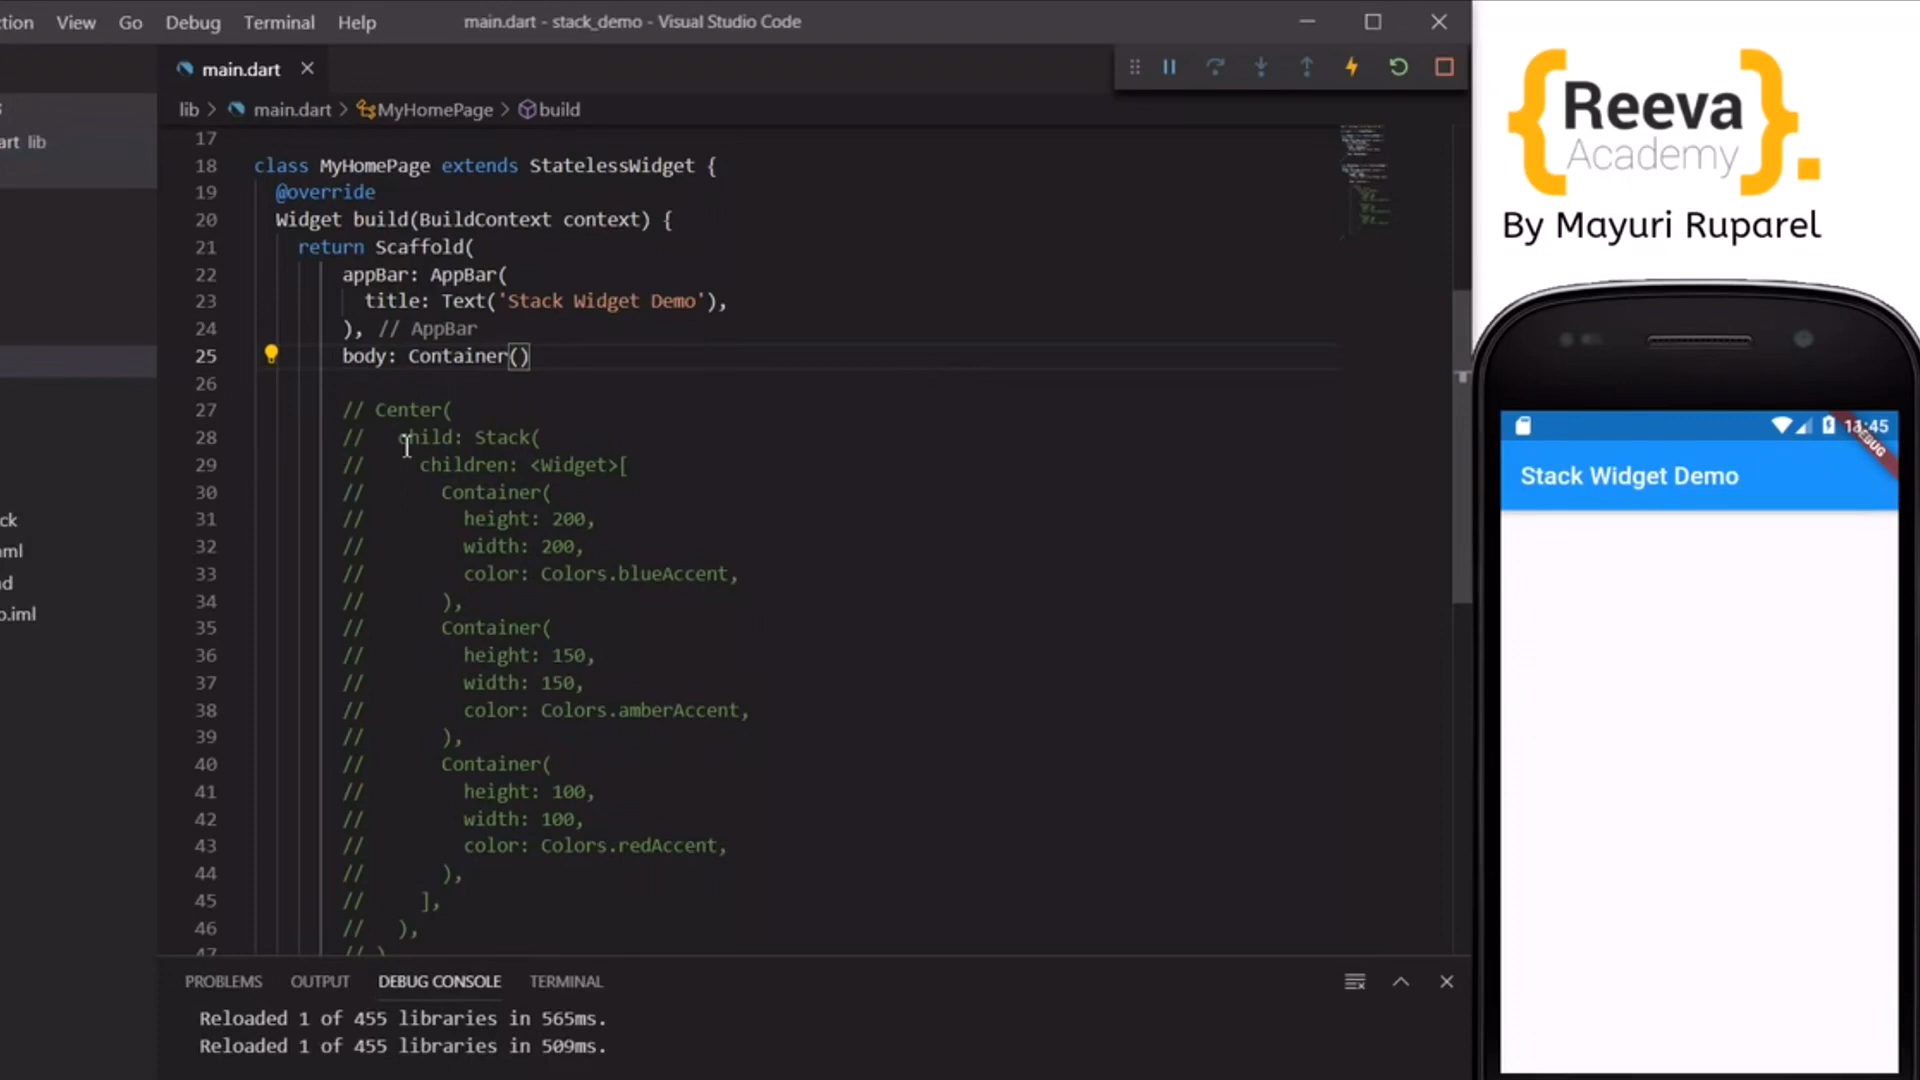 View Go Debug Terminal Help main.dart - stack_demo - Visual Studio Code
main.dart
lib > main.dart > MyHomePage > build
lib
17
18 class MyHomePage extends StatelessWidget {
19 @override
20 Widget build(BuildContext context) {
21 return Scaffold(
22 appBar: AppBar(
23 title: Text('Stack Widget Demo'),
24 ), // AppBar
25 body: Container()
26
27 // Center(
28 // child: Stack(
29 // children: <Widget>[
30 // Container(
31 // height: 200,
32 // width: 200,
33 // color: Colors.blueAccent,
34 // ),
35 // Container(
36 // height: 150,
37 // width: 150,
38 // color: Colors.amberAccent,
39 // ),
40 // Container(
41 // height: 100,
42 // width: 100,
43 // color: Colors.redAccent,
44 // ),
45 // ],
46 // ),
47 // )
PROBLEMS OUTPUT DEBUG CONSOLE TERMINAL
Reloaded 1 of 455 libraries in 565ms.
Reloaded 1 of 455 libraries in 509ms.
{Reeva}.
Academy
By Mayuri Ruparel
11:45
DEBUG
Stack Widget Demo